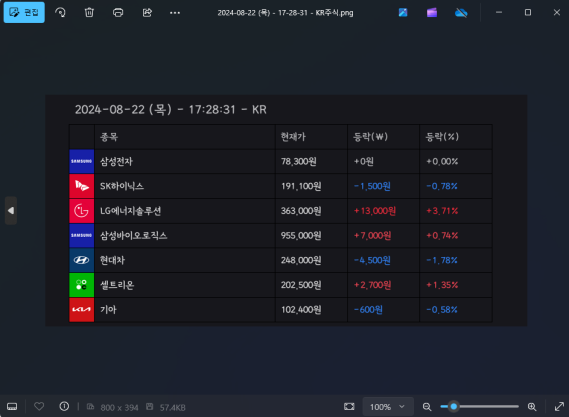 편집
2024-08-22 (목) - 17-28-31 - KR주식.png
2024-08-22 (목) - 17:28:31 - KR
종목 현재가 등락(₩) 등락(%)
SAMSUNG 삼성전자 78,300원 +0원 +0.00%
SK하이닉스 191,100원 -1,500원 -0.78%
LG에너지솔루션 363,000원 +13,000원 +3.71%
SAMSUNG 삼성바이오로직스 955,000원 +7,000원 +0.74%
현대차 248,000원 -4,500원 -1.78%
셀트리온 202,500원 +2,700원 +1.35%
KIA 기아 102,400원 -600원 -0.58%
800 x 394 57.4KB 100%